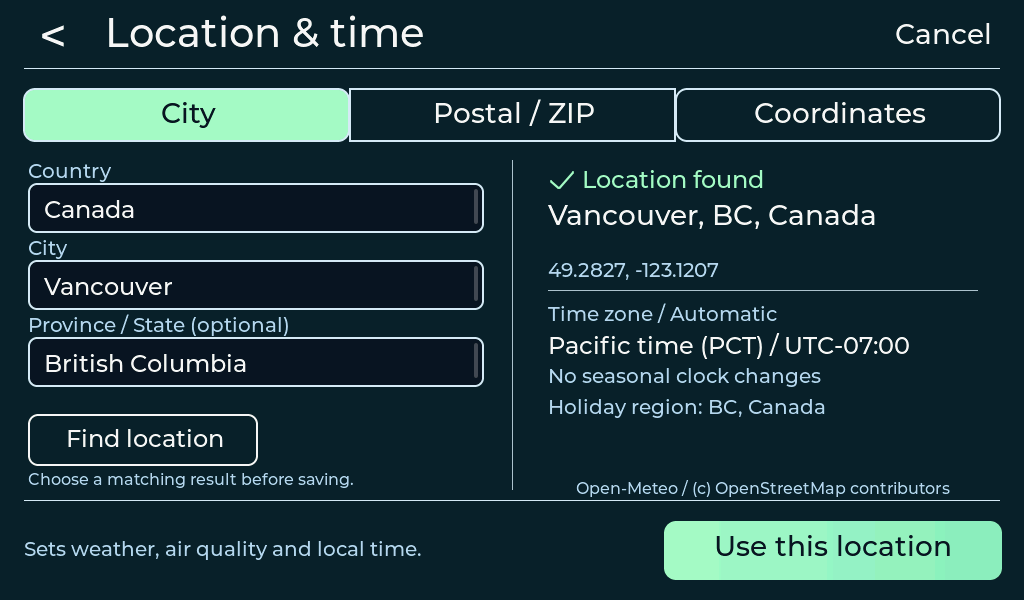 < Location & time
Cancel
City
Postal / ZIP
Coordinates
Country
Canada
City
Vancouver
Province / State (optional)
British Columbia
Find location
Choose a matching result before saving.
✓ Location found
Vancouver, BC, Canada
49.2827, -123.1207
Time zone / Automatic
Pacific time (PCT) / UTC-07:00
No seasonal clock changes
Holiday region: BC, Canada
Open-Meteo / (c) OpenStreetMap contributors
Sets weather, air quality and local time.
Use this location